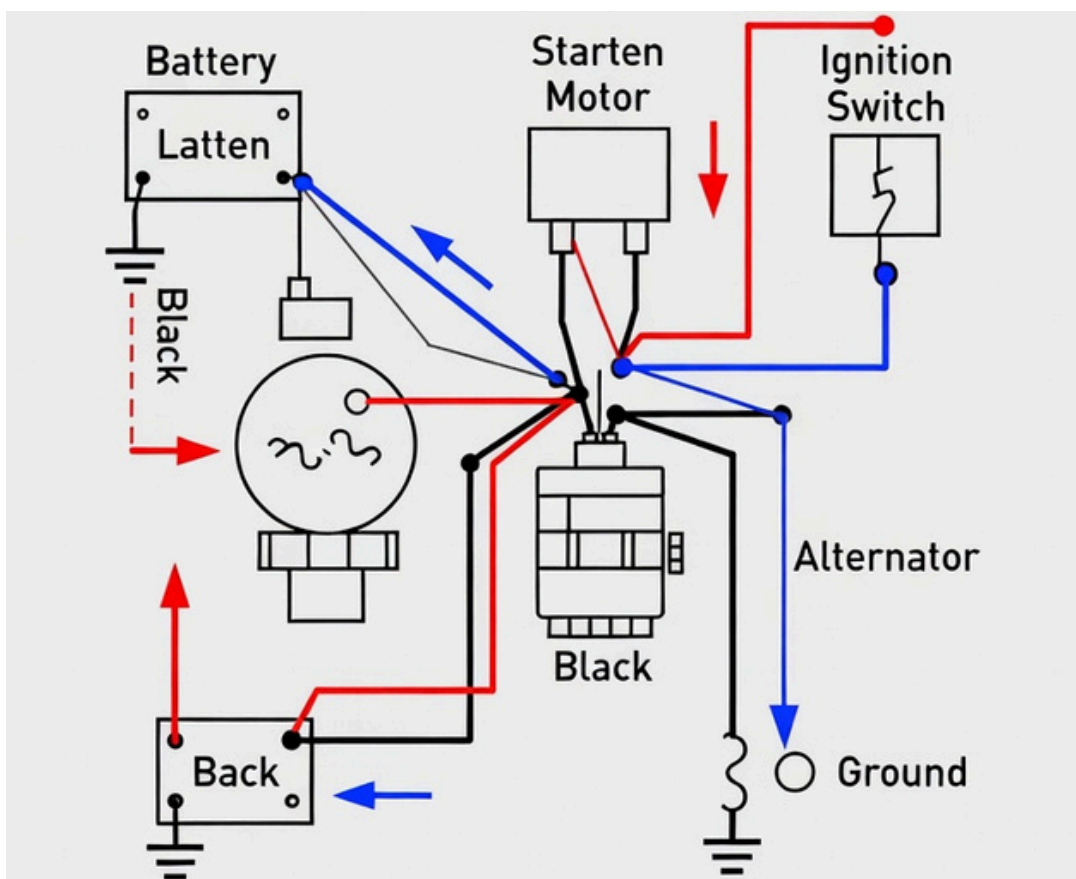 Battery
Latten
Starten
Motor
Ignition
Switch
Black
Alternator
Black
Back
Ground